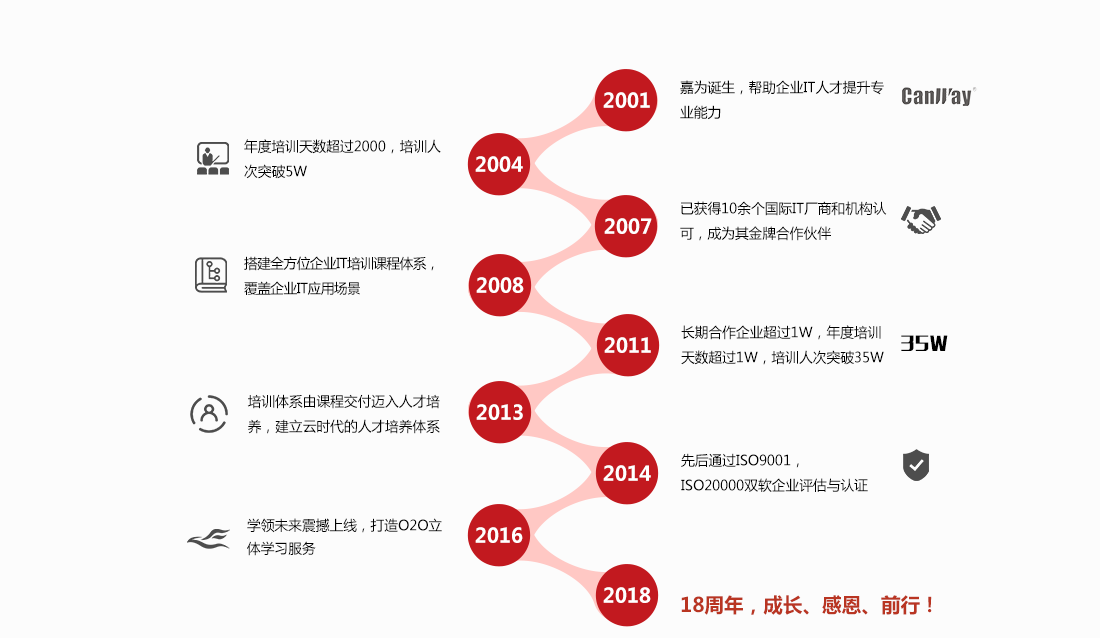 2001
嘉为诞生，帮助企业IT人才提升专
业能力
CanWay
2004
年度培训天数超过2000，培训人
次突破5W
2007
已获得10余个国际IT厂商和机构认
可，成为其金牌合作伙伴
2008
搭建全方位企业IT培训课程体系，
覆盖企业IT应用场景
2011
长期合作企业超过1W，年度培训
天数超过1W，培训人次突破35W
35W
2013
培训体系由课程交付迈入人才培
养，建立云时代的人才培养体系
2014
先后通过ISO9001，
ISO20000双软企业评估与认证
2016
学领未来震撼上线，打造O2O立
体学习服务
2018
18周年，成长、感恩、前行！